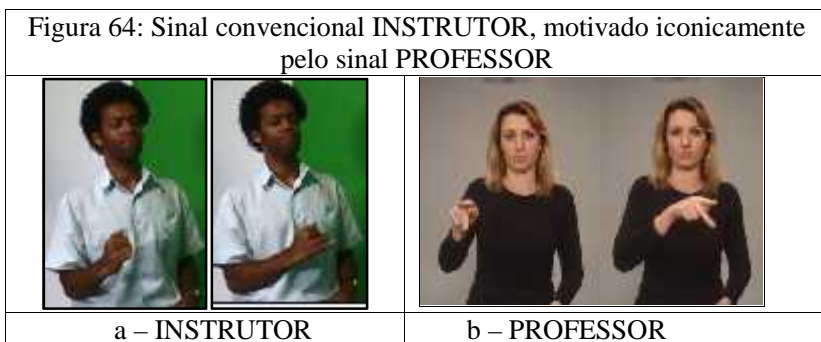 Figura 64: Sinal convencional INSTRUTOR, motivado iconicamente
pelo sinal PROFESSOR
a – INSTRUTOR
b – PROFESSOR